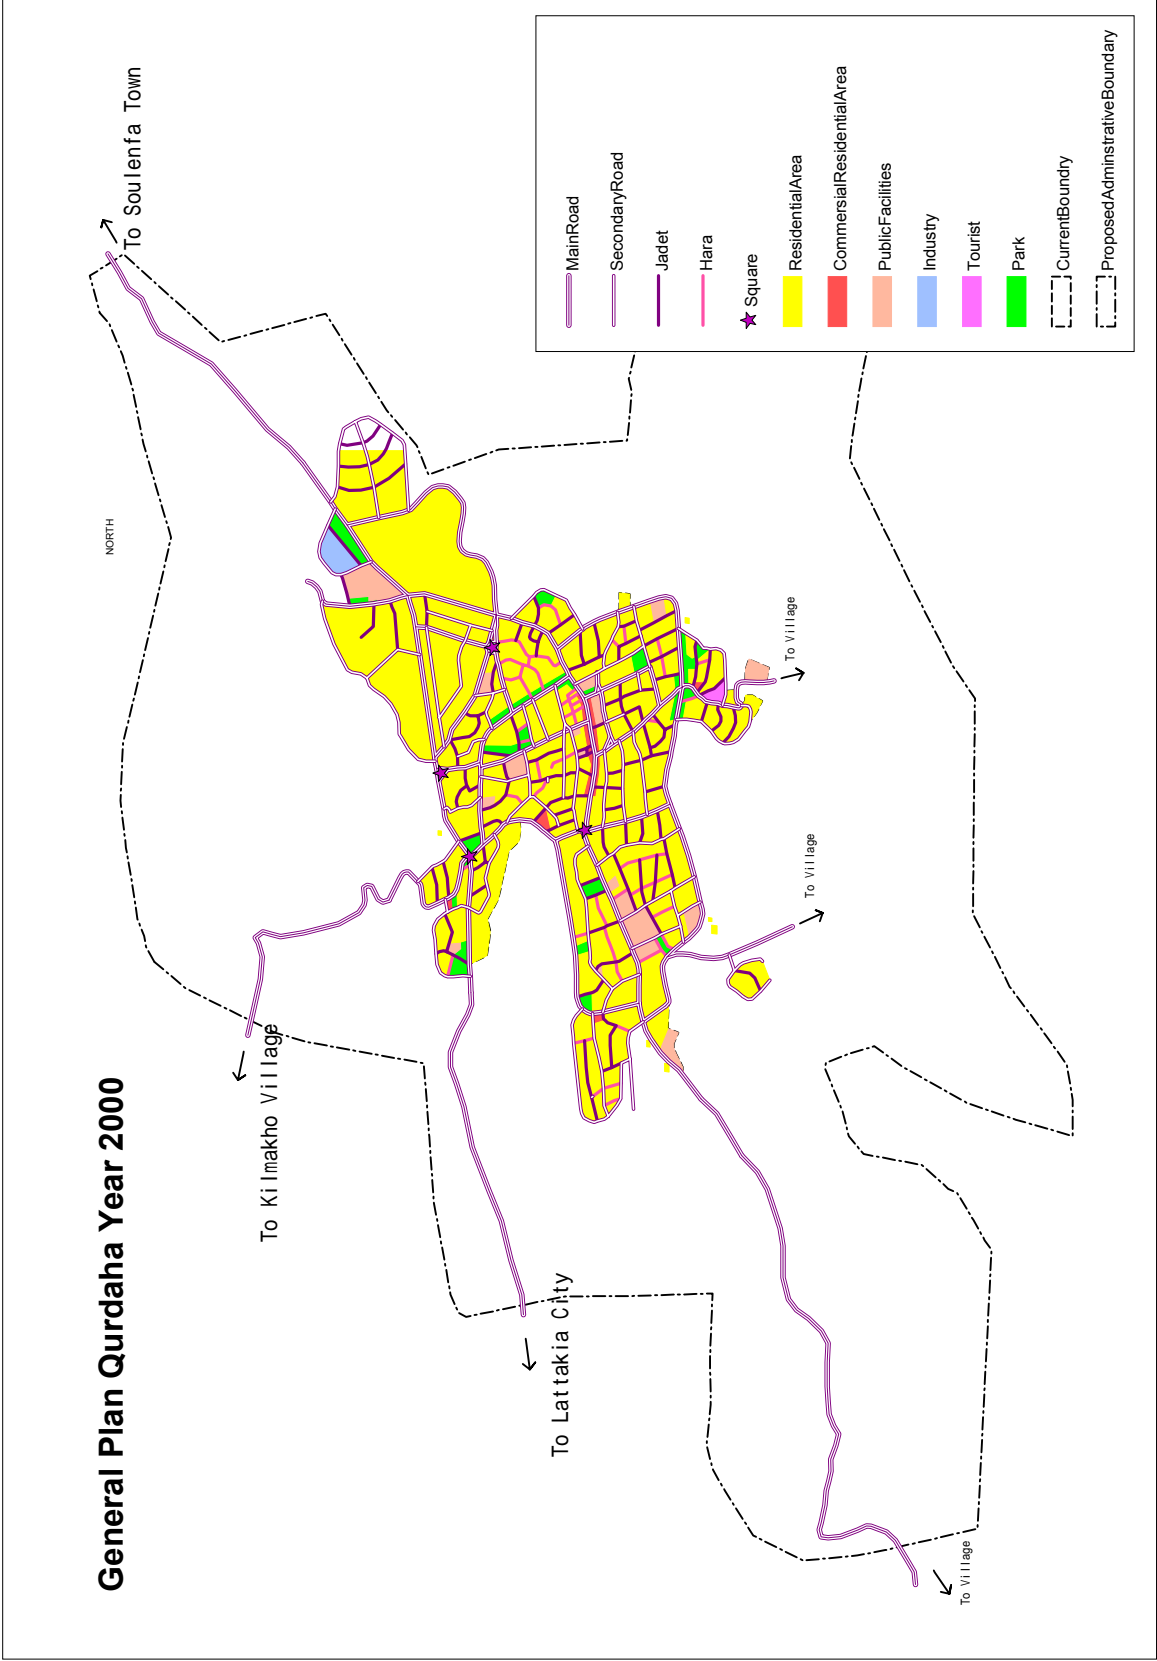 General Plan Qurdaha Year 2000
NORTH
To Soulenfa Town
To Kilmakho Village
To Lattakia City
To Village
To Village
To Village
MainRoad
SecondaryRoad
Jadet
Hara
Square
ResidentialArea
CommersialResidentialArea
PublicFacilities
Industry
Tourist
Park
CurrentBoundry
ProposedAdminstrativeBoundary